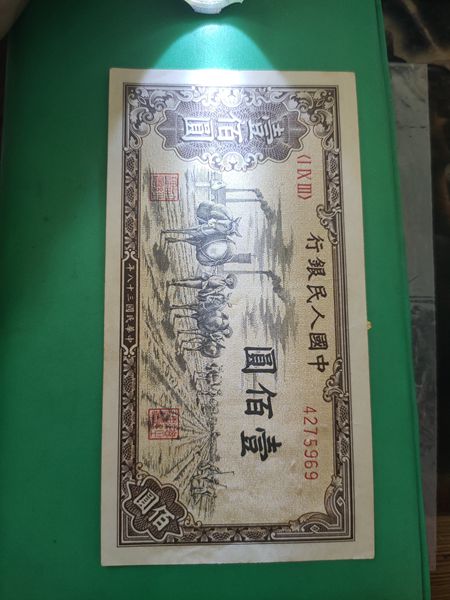 中國人民銀行
〈I IX III〉
4275969
壹佰圓
壹佰圓
佰圓
中華民國三十八年